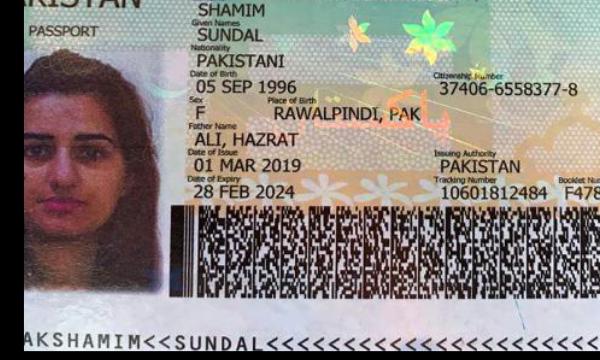 PASSPORT
SHAMIM
Given Names
SUNDAL
Nationality
PAKISTANI
Date of Birth Citizenship Number
05 SEP 1996 37406-6558377-8
Sex Place of Birth
F RAWALPINDI, PAK
Father Name
ALI, HAZRAT
Date of Issue Issuing Authority
01 MAR 2019 PAKISTAN
Date of Expiry Tracking Number Booklet Nu
28 FEB 2024 10601812484 F478
AKSHAMIM<<SUNDAL<<<<<<<<<<<<<<<<<<<<<